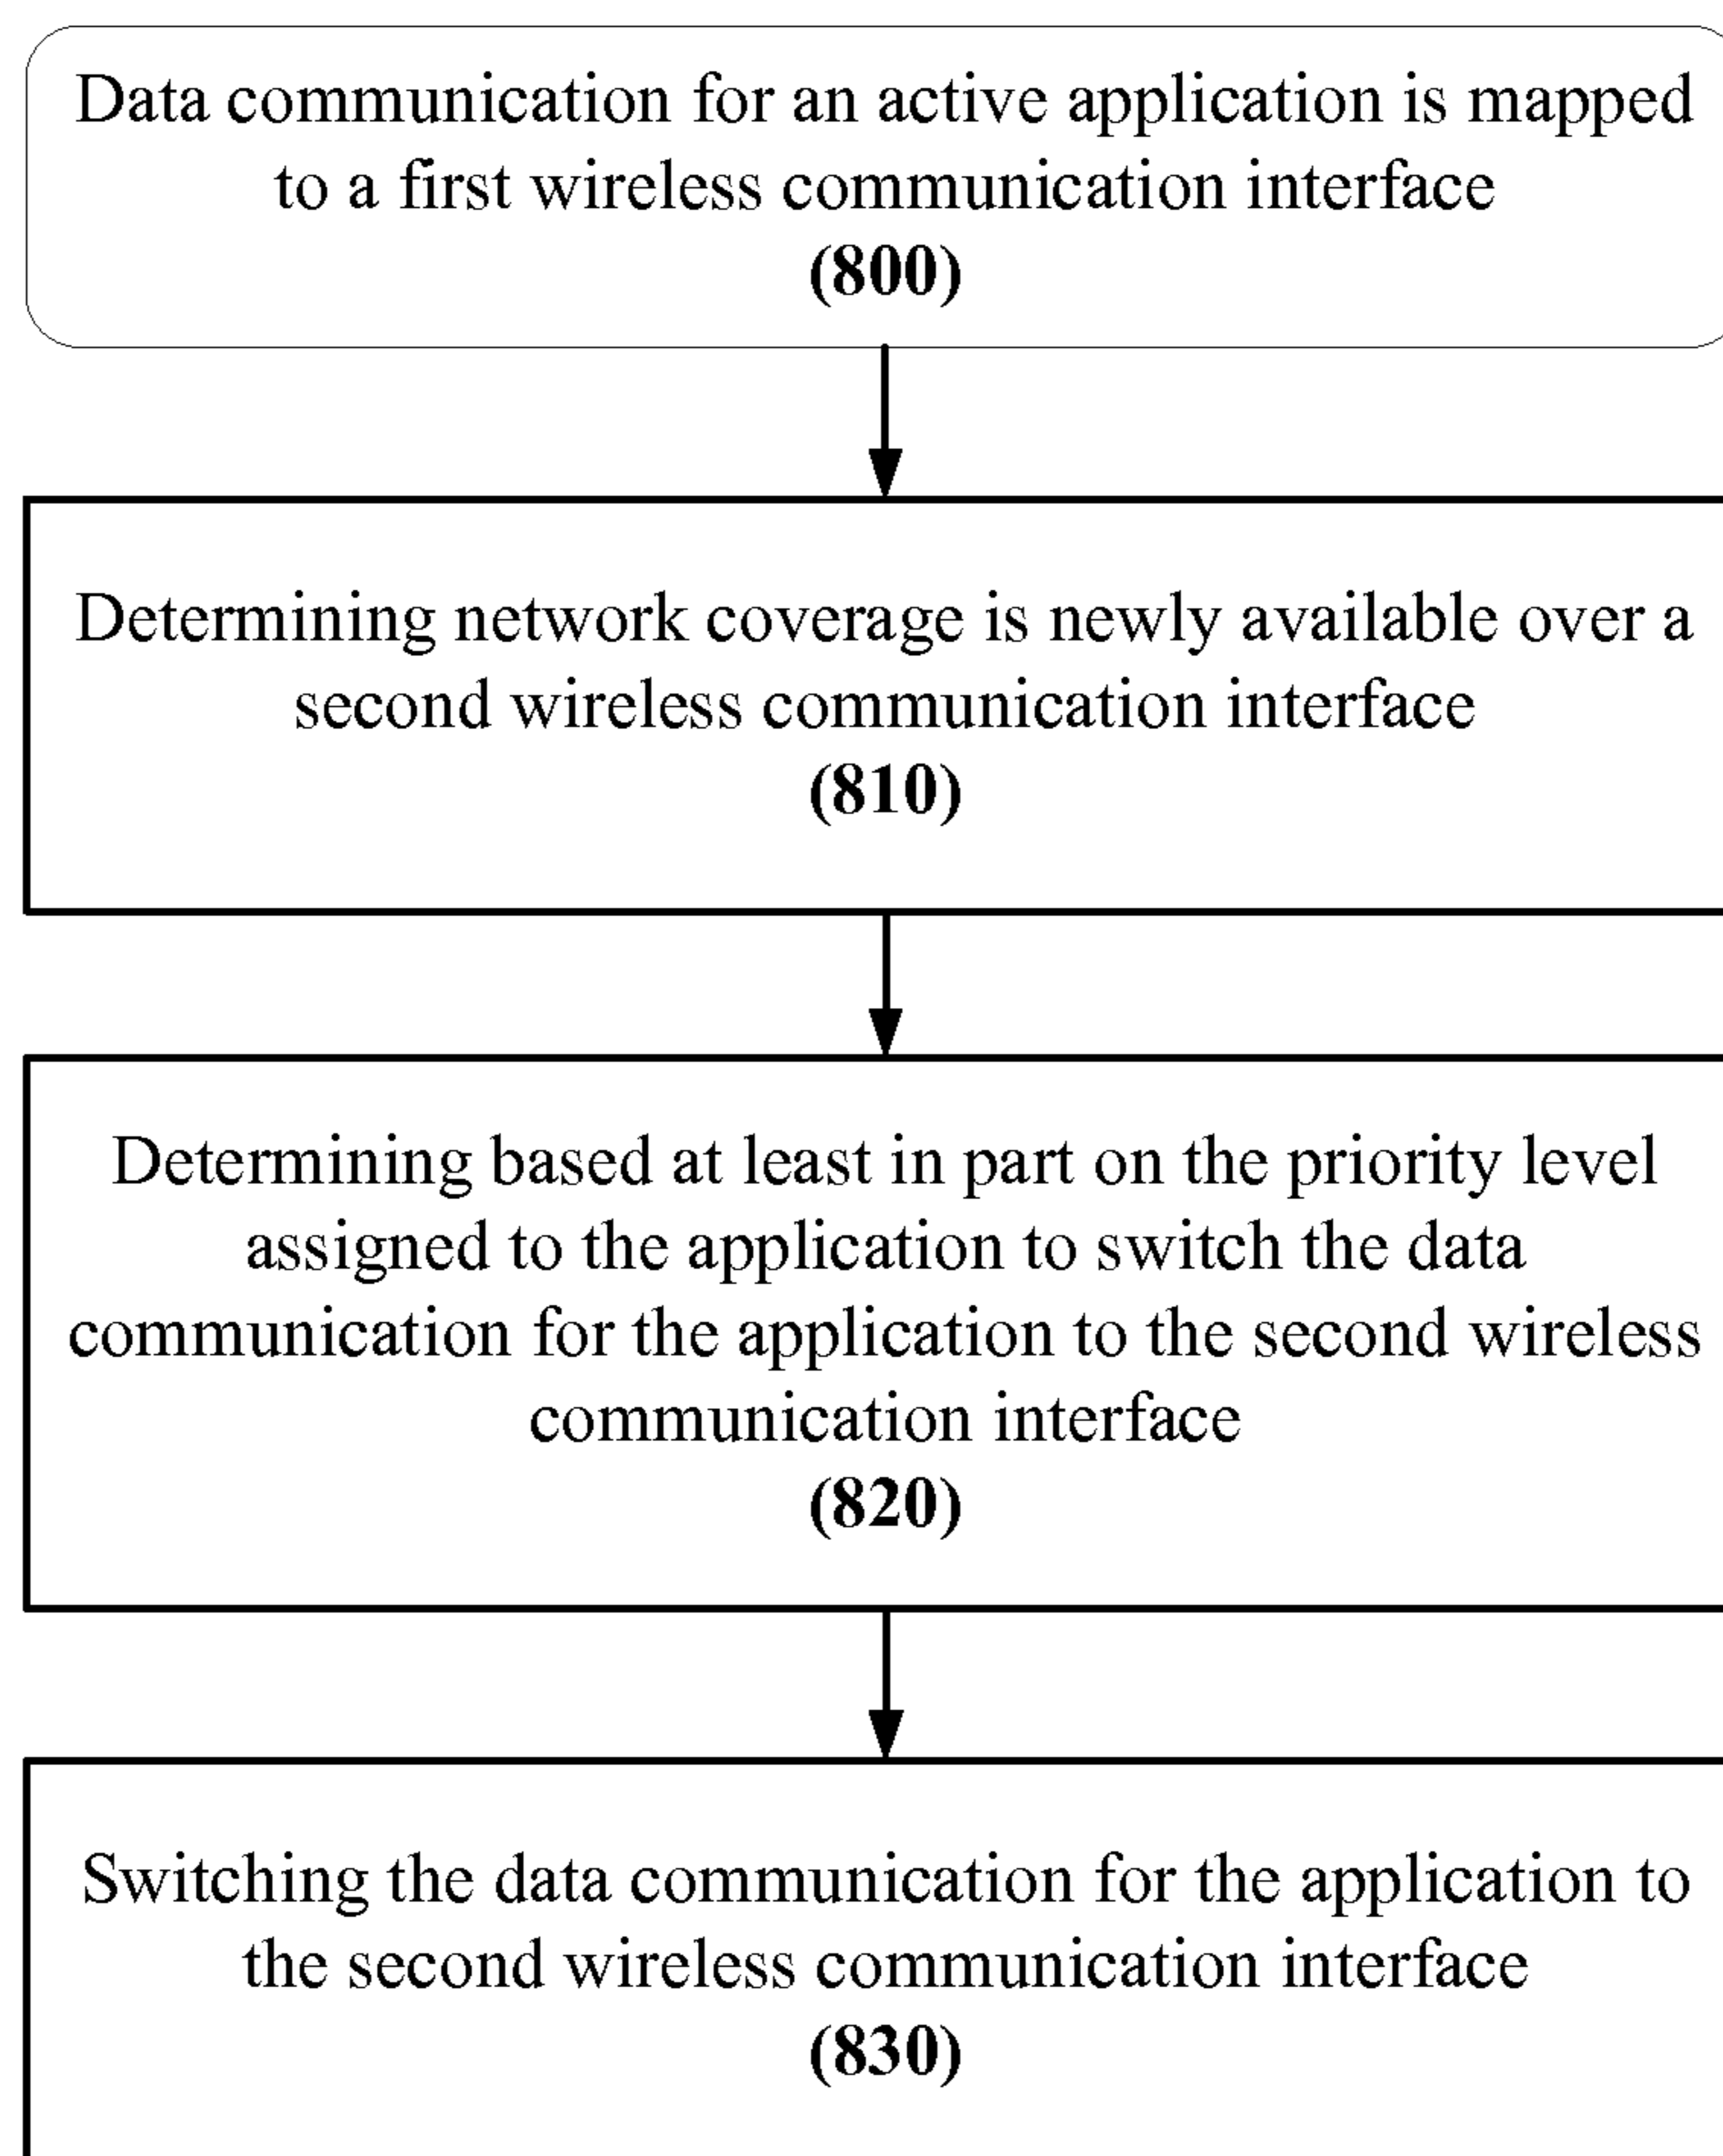 Data communication for an active application is mapped
to a first wireless communication interface
(800)
Determining network coverage is newly available over a
second wireless communication interface
(810)
Determining based at least in part on the priority level
assigned to the application to switch the data
communication for the application to the second wireless
communication interface
(820)
Switching the data communication for the application to
the second wireless communication interface
(830)